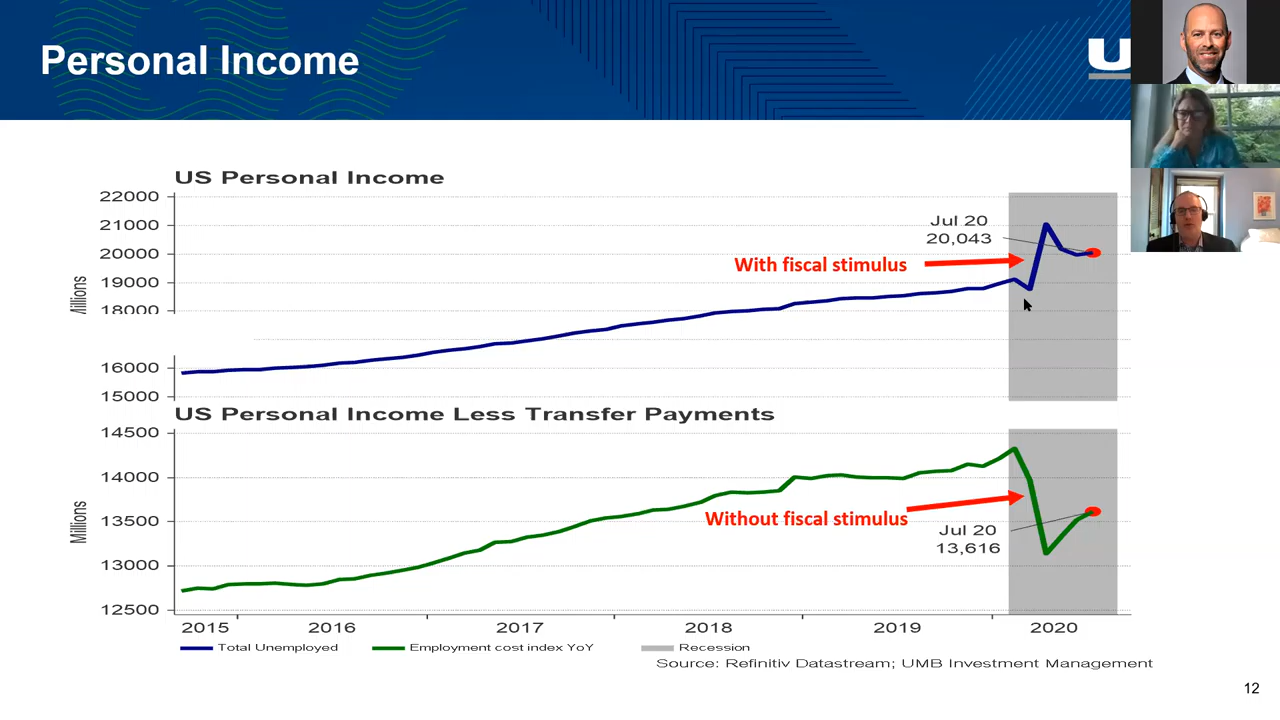 Personal Income
U
US Personal Income
22000
21000
20000
19000
18000
16000
15000
Millions
Jul 20
20,043
With fiscal stimulus
US Personal Income Less Transfer Payments
14500
14000
13500
13000
12500
Millions
Without fiscal stimulus
Jul 20
13,616
2015 2016 2017 2018 2019 2020
Total Unemployed Employment cost index YoY Recession
Source: Refinitiv Datastream; UMB Investment Management
12